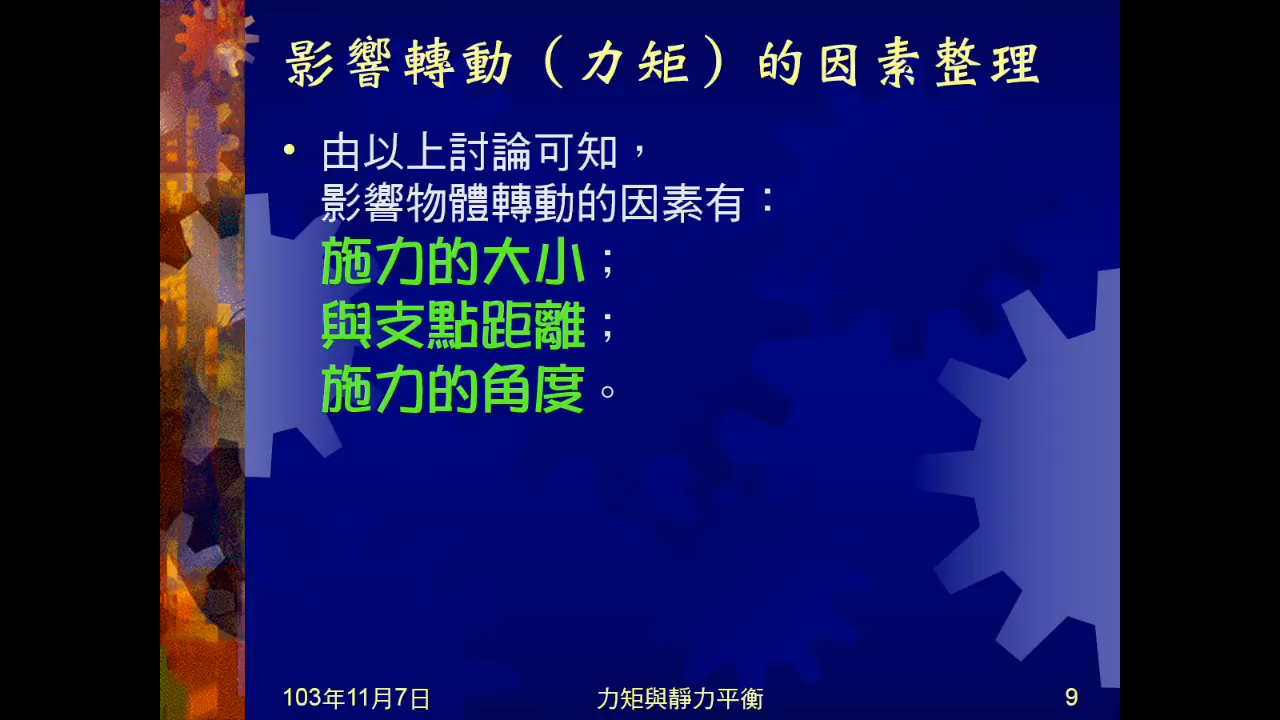 影響轉動（力矩）的因素整理
• 由以上討論可知，
影響物體轉動的因素有：
施力的大小；
與支點距離；
施力的角度。
103年11月7日
力矩與靜力平衡
9